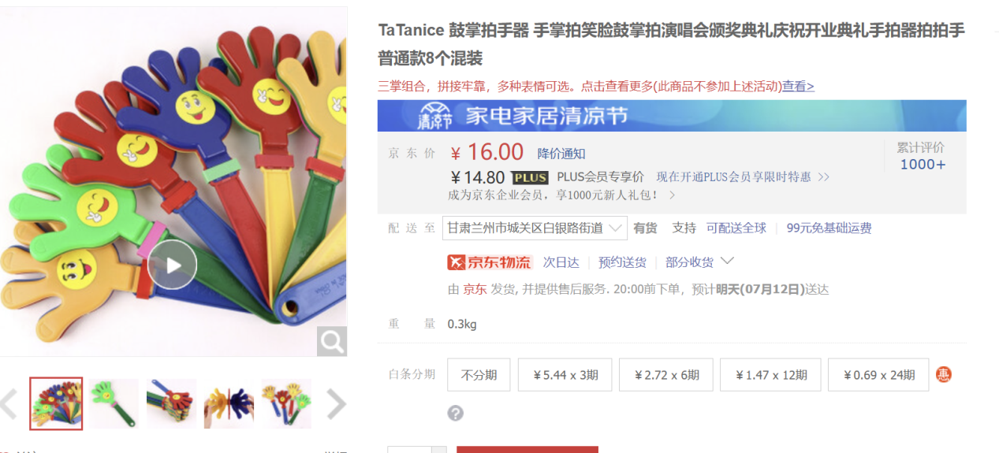 TaTanice 鼓掌拍手器 手掌拍笑脸鼓掌拍演唱会颁奖典礼庆祝开业典礼手拍器拍拍手
普通款8个混装
三掌组合，拼接牢靠，多种表情可选。点击查看更多(此商品不参加上述活动)查看>
清凉节 家电家居清凉节
京东价 ¥ 16.00 降价通知
累计评价
1000+
¥14.80 PLUS PLUS会员专享价 现在开通PLUS会员享限时特惠 >>
成为京东企业会员，享1000元新人礼包！ >
配送至 甘肃兰州市城关区白银路街道 有货 支持 可配送全球 99元免基础运费
京东物流 次日达 预约送货 部分收货
由 京东 发货, 并提供售后服务. 20:00前下单，预计明天(07月12日)送达
重量 0.3kg
白条分期 不分期 ¥5.44 x 3期 ¥2.72 x 6期 ¥1.47 x 12期 ¥0.69 x 24期 惠
?